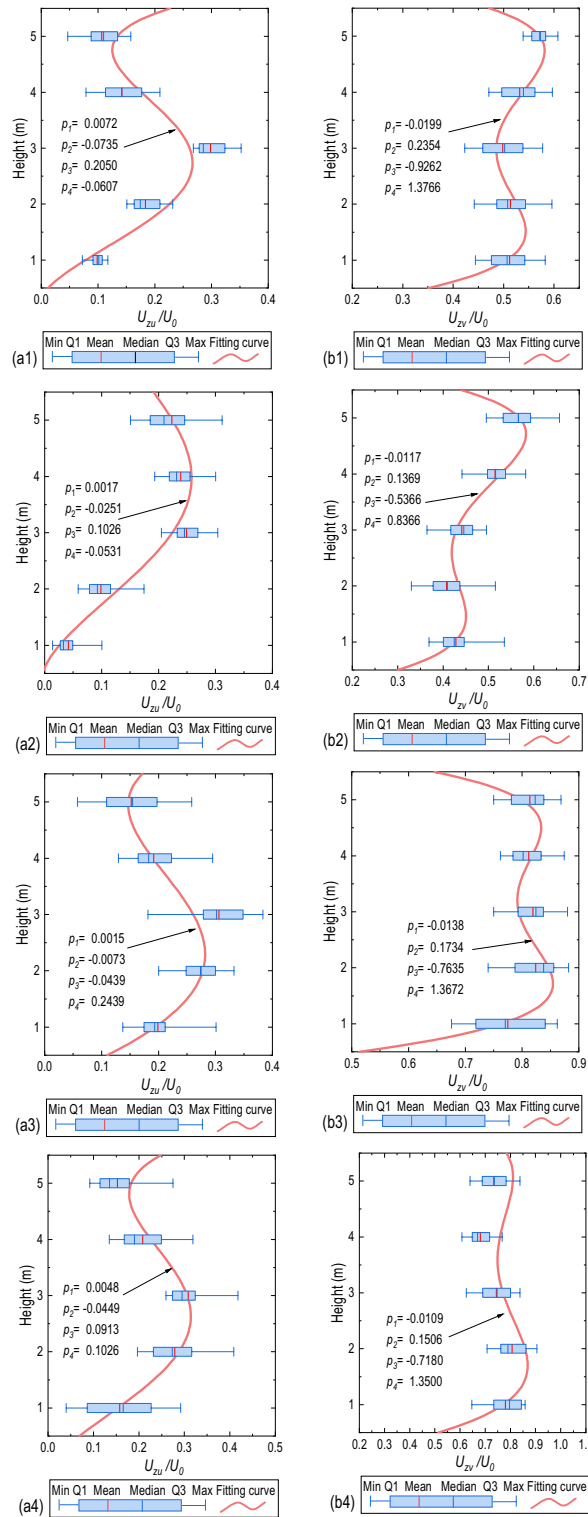 5
4
3
2
1
Height (m)
p1= 0.0072
p2= -0.0735
p3= 0.2050
p4= -0.0607
0.0 0.1 0.2 0.3 0.4
Uzu/U0
Min Q1 Mean Median Q3 Max Fitting curve
(a1)
5
4
3
2
1
Height (m)
p1= -0.0199
p2= 0.2354
p3= -0.9262
p4= 1.3766
0.2 0.3 0.4 0.5 0.6 0.7
Uzv/U0
Min Q1 Mean Median Q3 Max Fitting curve
(b1)
5
4
3
2
1
Height (m)
p1= 0.0017
p2= -0.0251
p3= 0.1026
p4= -0.0531
0.0 0.1 0.2 0.3 0.4
Uzu/U0
Min Q1 Mean Median Q3 Max Fitting curve
(a2)
5
4
3
2
1
Height (m)
p1= -0.0117
p2= 0.1369
p3= -0.5366
p4= 0.8366
0.2 0.3 0.4 0.5 0.6 0.7
Uzv/U0
Min Q1 Mean Median Q3 Max Fitting curve
(b2)
5
4
3
2
1
Height (m)
p1= 0.0015
p2= -0.0073
p3= -0.0439
p4= 0.2439
0.0 0.1 0.2 0.3 0.4
Uzu/U0
Min Q1 Mean Median Q3 Max Fitting curve
(a3)
5
4
3
2
1
Height (m)
p1= -0.0138
p2= 0.1734
p3= -0.7635
p4= 1.3672
0.5 0.6 0.7 0.8 0.9
Uzv/U0
Min Q1 Mean Median Q3 Max Fitting curve
(b3)
5
4
3
2
1
Height (m)
p1= 0.0048
p2= -0.0449
p3= 0.0913
p4= 0.1026
0.0 0.1 0.2 0.3 0.4 0.5
Uzu/U0
Min Q1 Mean Median Q3 Max Fitting curve
(a4)
5
4
3
2
1
Height (m)
p1= -0.0109
p2= 0.1506
p3= -0.7180
p4= 1.3500
0.2 0.3 0.4 0.5 0.6 0.7 0.8 0.9 1.0
Uzv/U0
Min Q1 Mean Median Q3 Max Fitting curve
(b4)